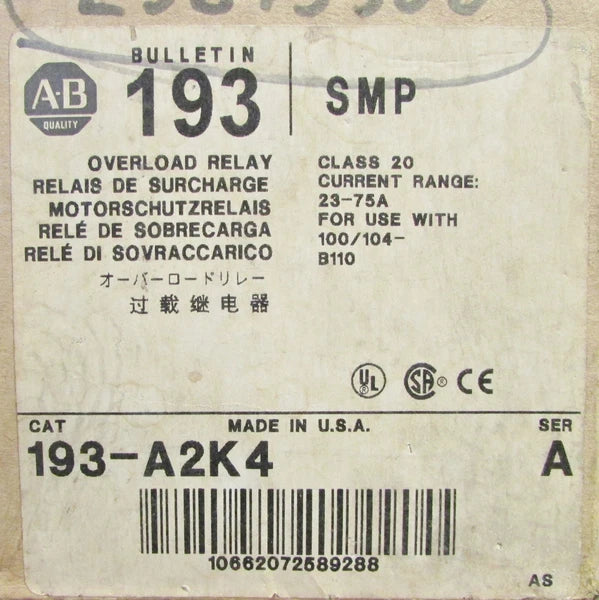 BULLETIN
A-B
QUALITY
193
SMP
OVERLOAD RELAY
RELAIS DE SURCHARGE
MOTORSCHUTZRELAIS
RELÉ DE SOBRECARGA
RELÉ DI SOVRACCARICO
オーバーロードリレー
过载继电器
CLASS 20
CURRENT RANGE:
23-75A
FOR USE WITH
100/104-
B110
UL ® SA ® CE
CAT
MADE IN U.S.A.
SER
193-A2K4
A
10662072589288
AS